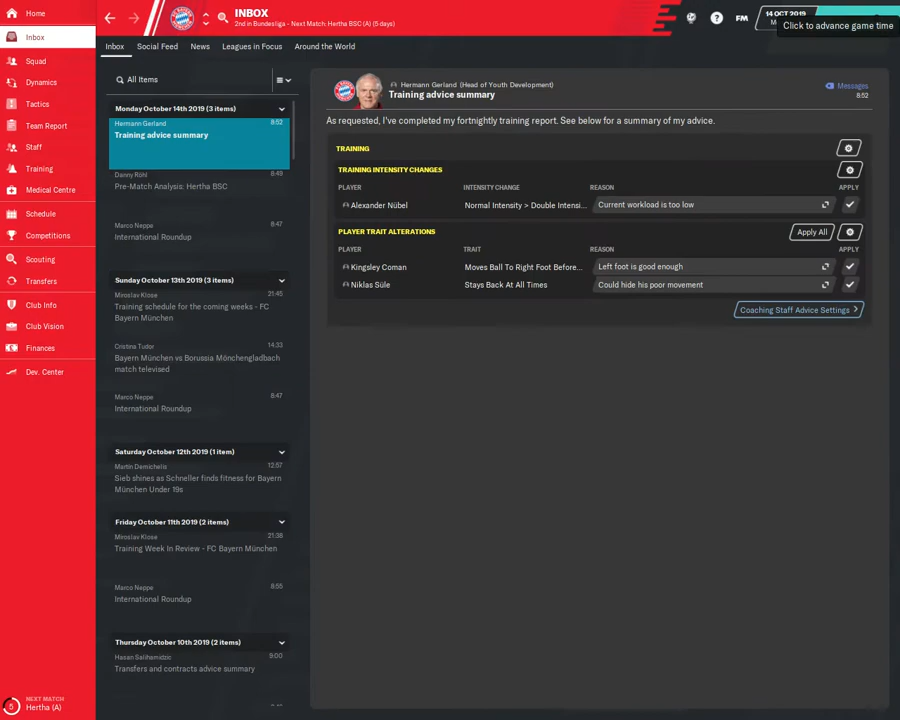 Home
Inbox
Squad
Dynamics
Tactics
Team Report
Staff
Training
Medical Centre
Schedule
Competitions
Scouting
Transfers
Club Info
Club Vision
Finances
Dev. Center
5
NEXT MATCH
Hertha (A)
INBOX
2nd in Bundesliga - Next Match: Hertha BSC (A) (5 days)
?
FM
14 OCT 2019
Click to advance game time
Inbox
Social Feed
News
Leagues in Focus
Around the World
All Items
Monday October 14th 2019 (3 items)
Hermann Gerland 8:52
Training advice summary
Danny Röhl 8:49
Pre-Match Analysis: Hertha BSC
Marco Neppe 8:47
International Roundup
Sunday October 13th 2019 (3 items)
Miroslav Klose 21:45
Training schedule for the coming weeks - FC
Bayern München
Cristina Tudor 14:33
Bayern München vs Borussia Mönchengladbach
match televised
Marco Neppe 8:47
International Roundup
Saturday October 12th 2019 (1 item)
Martín Demichelis 12:57
Sieb shines as Schneller finds fitness for Bayern
München Under 19s
Friday October 11th 2019 (2 items)
Miroslav Klose 21:38
Training Week In Review - FC Bayern München
Marco Neppe 8:55
International Roundup
Thursday October 10th 2019 (2 items)
Hasan Salihamidzic 9:00
Transfers and contracts advice summary
Hermann Gerland (Head of Youth Development)
Training advice summary
Messages
8:52
As requested, I've completed my fortnightly training report. See below for a summary of my advice.
TRAINING
TRAINING INTENSITY CHANGES
PLAYER INTENSITY CHANGE REASON APPLY
Alexander Nübel Normal Intensity > Double Intensi... Current workload is too low
PLAYER TRAIT ALTERATIONS Apply All
PLAYER TRAIT REASON APPLY
Kingsley Coman Moves Ball To Right Foot Before... Left foot is good enough
Niklas Süle Stays Back At All Times Could hide his poor movement
Coaching Staff Advice Settings